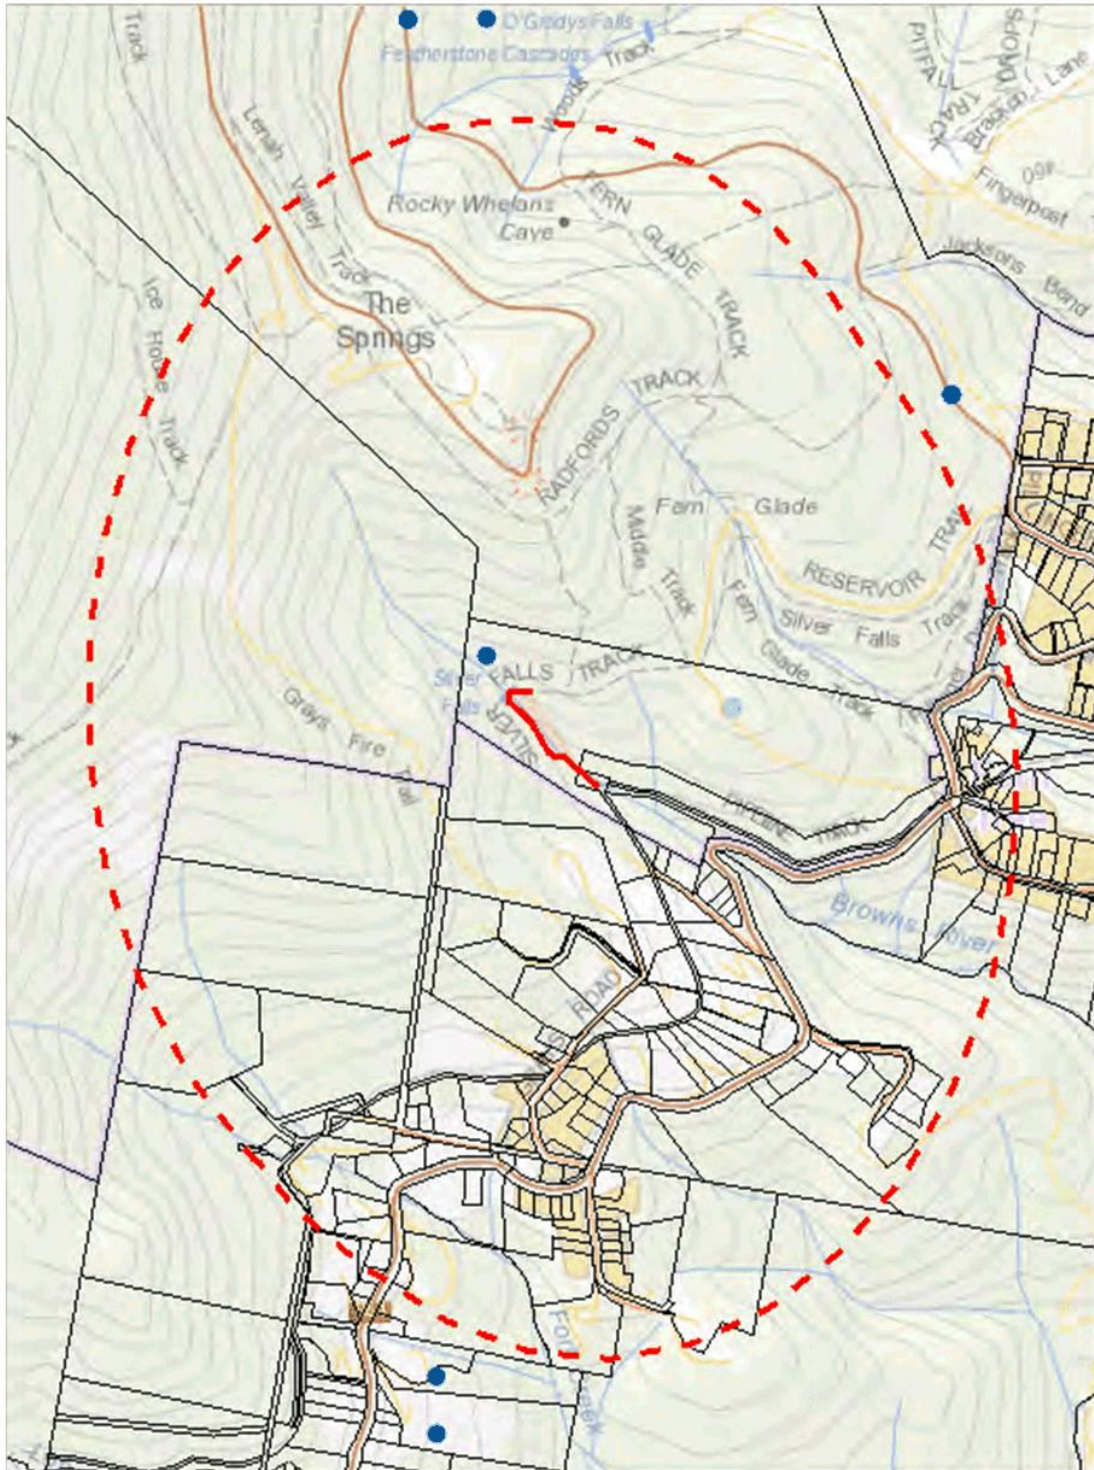 Track
O'Gradys Falls
Featherstone Cascades
Woods Track
PITFALL
TRACK
Lane
Lenah
Valley
Track
Rocky Whelans
Cave
FERN
GLADE
TRACK
Fingerpost
Jacksons
Bend
Ice
House
Track
The
Springs
TRACK
RADFORDS
Fern Glade
Middle
Track
RESERVOIR
TRAIL
Fern
Glade
Track
Silver Falls Track
Silver
Falls
SILVER
FALLS
TRACK
Grays
Fire
PIPELINE TRACK
Browns River
ROAD